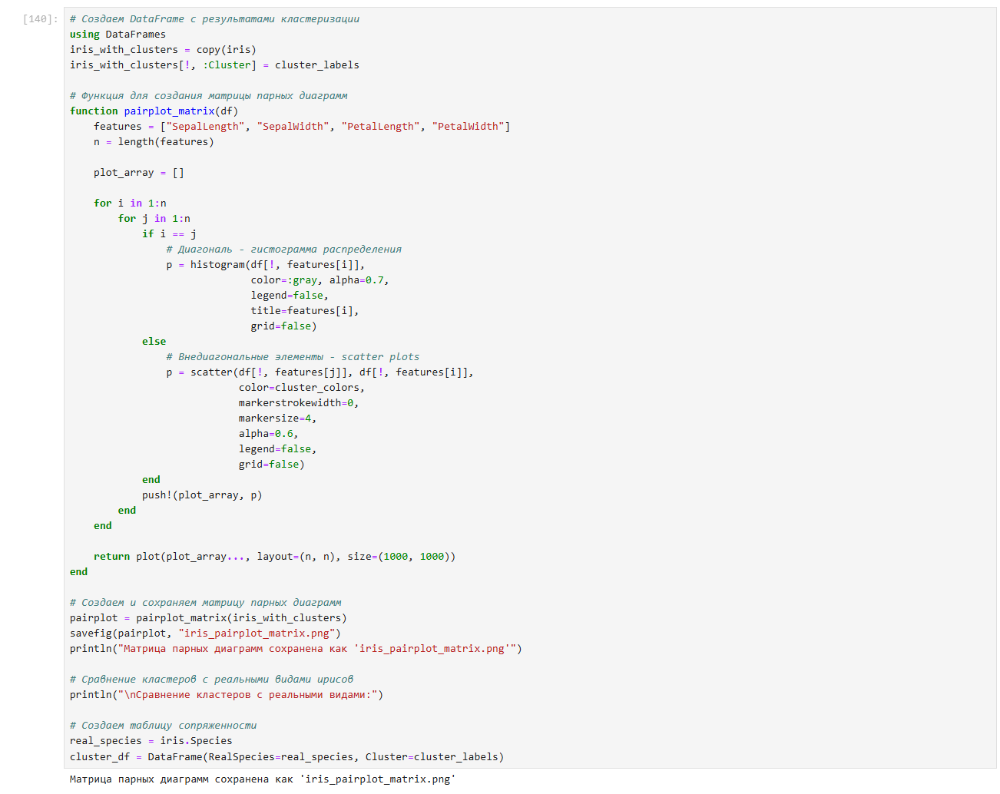 [140]: # Создаем DataFrame с результатами кластеризации
using DataFrames
iris_with_clusters = copy(iris)
iris_with_clusters[!, :Cluster] = cluster_labels

# Функция для создания матрицы парных диаграмм
function pairplot_matrix(df)
    features = ["SepalLength", "SepalWidth", "PetalLength", "PetalWidth"]
    n = length(features)

    plot_array = []

    for i in 1:n
        for j in 1:n
            if i == j
                # Диагональ - гистограмма распределения
                p = histogram(df[!, features[i]],
                              color=:gray, alpha=0.7,
                              legend=false,
                              title=features[i],
                              grid=false)
            else
                # Внедиагональные элементы - scatter plots
                p = scatter(df[!, features[j]], df[!, features[i]],
                            color=cluster_colors,
                            markerstrokewidth=0,
                            markersize=4,
                            alpha=0.6,
                            legend=false,
                            grid=false)
            end
            push!(plot_array, p)
        end
    end

    return plot(plot_array..., layout=(n, n), size=(1000, 1000))
end

# Создаем и сохраняем матрицу парных диаграмм
pairplot = pairplot_matrix(iris_with_clusters)
savefig(pairplot, "iris_pairplot_matrix.png")
println("Матрица парных диаграмм сохранена как 'iris_pairplot_matrix.png'")

# Сравнение кластеров с реальными видами ирисов
println("\nСравнение кластеров с реальными видами:")

# Создаем таблицу сопряженности
real_species = iris.Species
cluster_df = DataFrame(RealSpecies=real_species, Cluster=cluster_labels)
Матрица парных диаграмм сохранена как 'iris_pairplot_matrix.png'